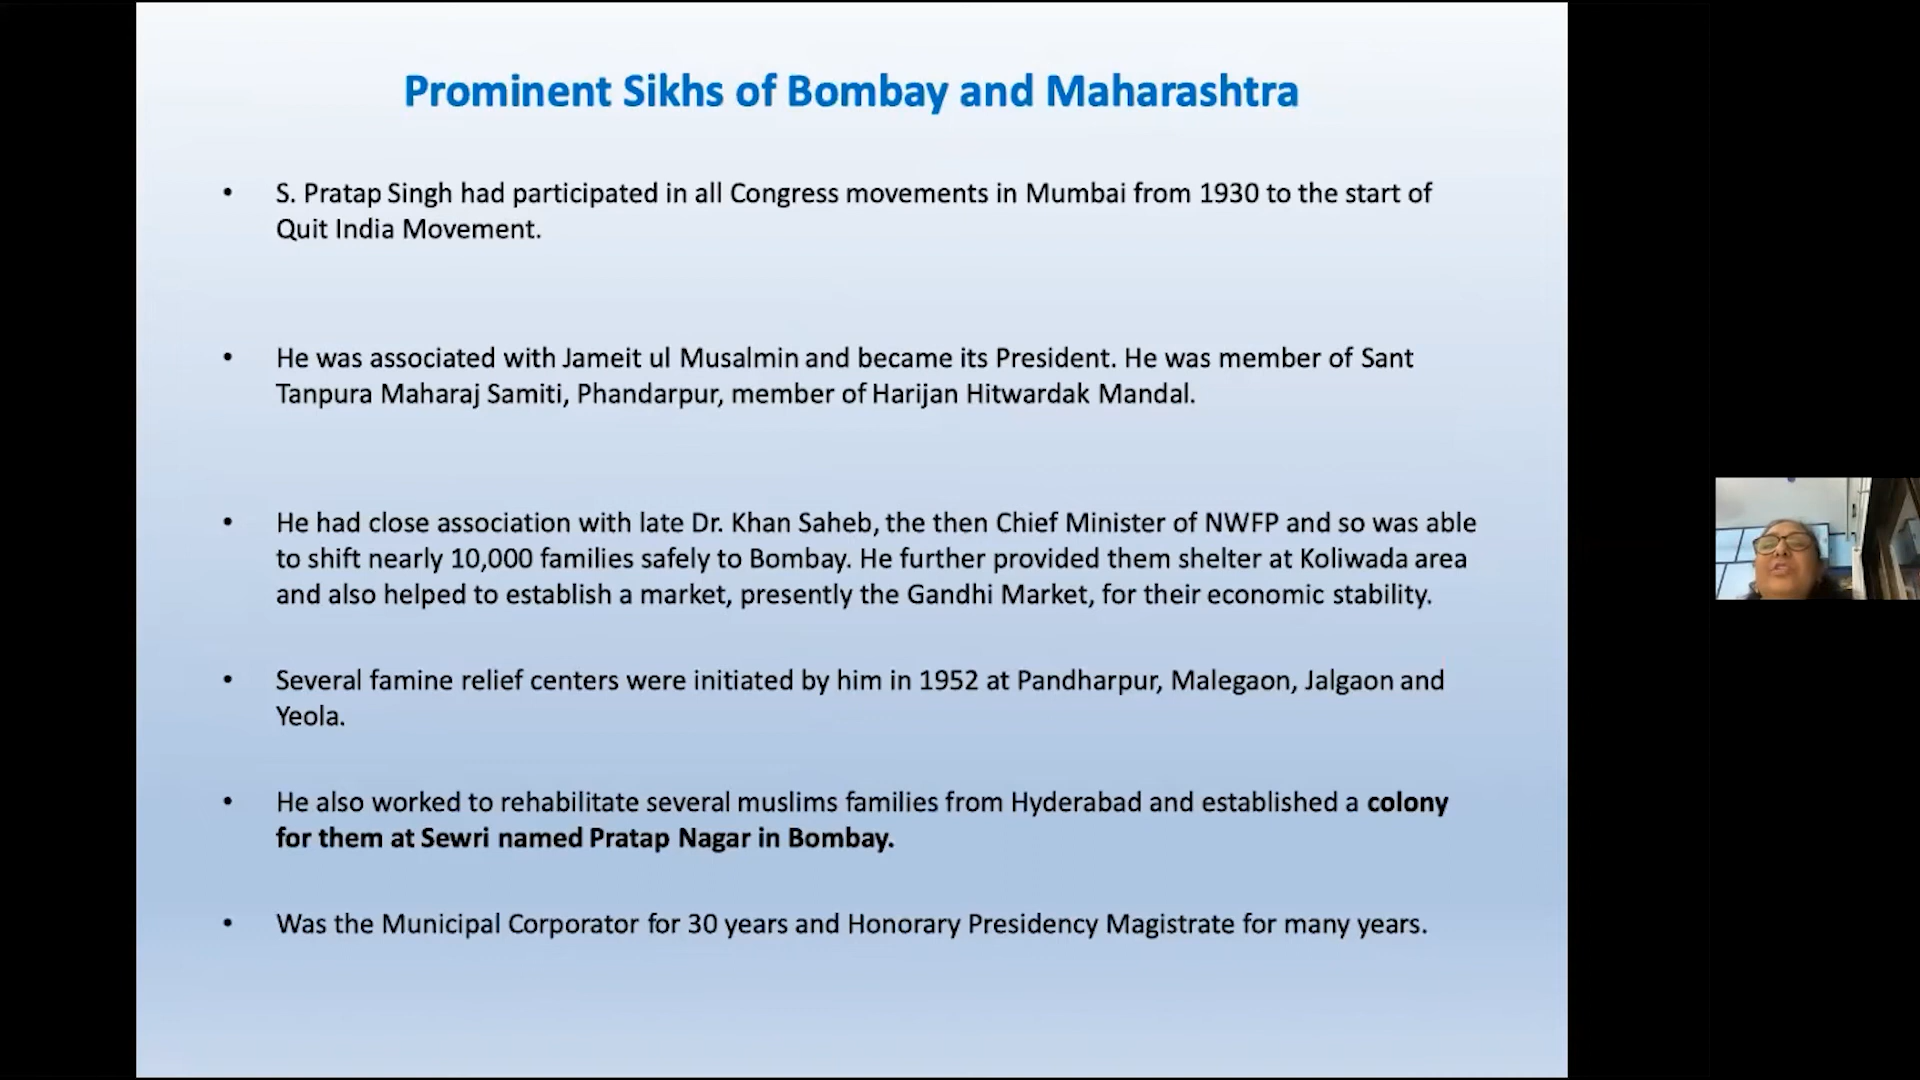 Prominent Sikhs of Bombay and Maharashtra
• S. Pratap Singh had participated in all Congress movements in Mumbai from 1930 to the start of
Quit India Movement.
• He was associated with Jameit ul Musalmin and became its President. He was member of Sant
Tanpura Maharaj Samiti, Phandarpur, member of Harijan Hitwardak Mandal.
• He had close association with late Dr. Khan Saheb, the then Chief Minister of NWFP and so was able
to shift nearly 10,000 families safely to Bombay. He further provided them shelter at Koliwada area
and also helped to establish a market, presently the Gandhi Market, for their economic stability.
• Several famine relief centers were initiated by him in 1952 at Pandharpur, Malegaon, Jalgaon and
Yeola.
• He also worked to rehabilitate several muslims families from Hyderabad and established a colony
for them at Sewri named Pratap Nagar in Bombay.
• Was the Municipal Corporator for 30 years and Honorary Presidency Magistrate for many years.